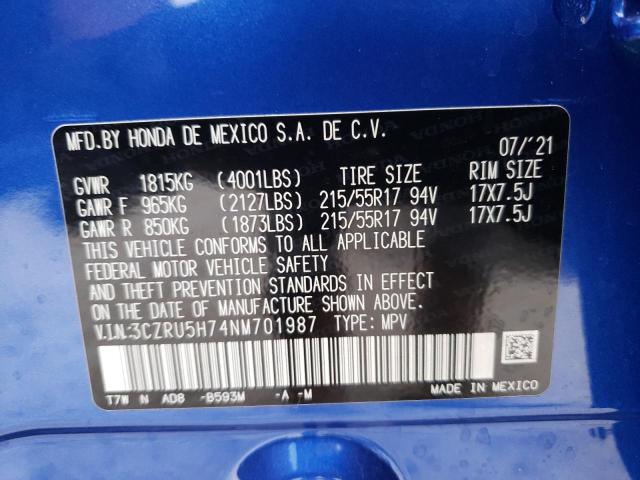 MFD.BY HONDA DE MEXICO S.A. DE C.V. 07/'21
GVWR 1815KG (4001LBS) TIRE SIZE RIM SIZE
GAWR F 965KG (2127LBS) 215/55R17 94V 17X7.5J
GAWR R 850KG (1873LBS) 215/55R17 94V 17X7.5J
THIS VEHICLE CONFORMS TO ALL APPLICABLE
FEDERAL MOTOR VEHICLE SAFETY
AND THEFT PREVENTION STANDARDS IN EFFECT
ON THE DATE OF MANUFACTURE SHOWN ABOVE.
V.I.N.:3CZRU5H74NM701987 TYPE: MPV
T7W N AD8 -B593M -A -M MADE IN MEXICO